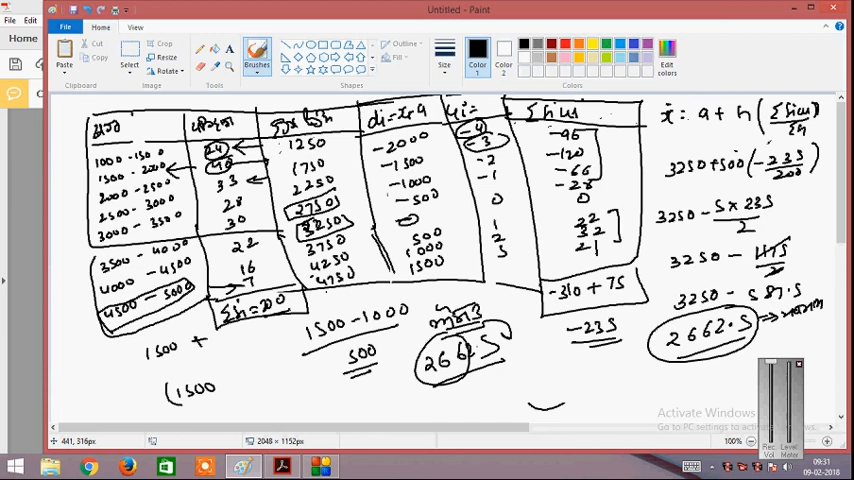 Untitled - Paint
File
Home
View
Cut
Copy
Paste
Crop
Resize
Rotate
Select
Clipboard
Image
Tools
Brushes
Shapes
Outline
Fill
Size
Color 1
Color 2
Edit colors
Colors
File
Home
di = xi-a
ui =
x̄ = a + h (Σfiui / Σfi)
1000 - 1500 24 1250 -2000 -4 -96
1500 - 2000 40 1750 -1500 -3 -120
2000 - 2500 33 2250 -1000 -2 -66
2500 - 3000 28 2750 -500 -1 -28
3000 - 3500 30 3250 0 0 0
3500 - 4000 22 3750 500 1 22
4000 - 4500 16 4250 1000 2 32
4500 - 5000 7 4750 1500 3 21
Σfi = 200
-310 + 75
-235
3250 + 500 (-235 / 200)
3250 - 5 x 235 / 2
3250 - 1175 / 2
3250 - 587.5
2662.5
1500 - 1000
500
2662.5
1500 +
(1500
Activate Windows
Go to PC settings to activate Windows.
Rec Vol
Level Meter
441, 316px
2048 × 1152px
100%
09:31
09-02-2018